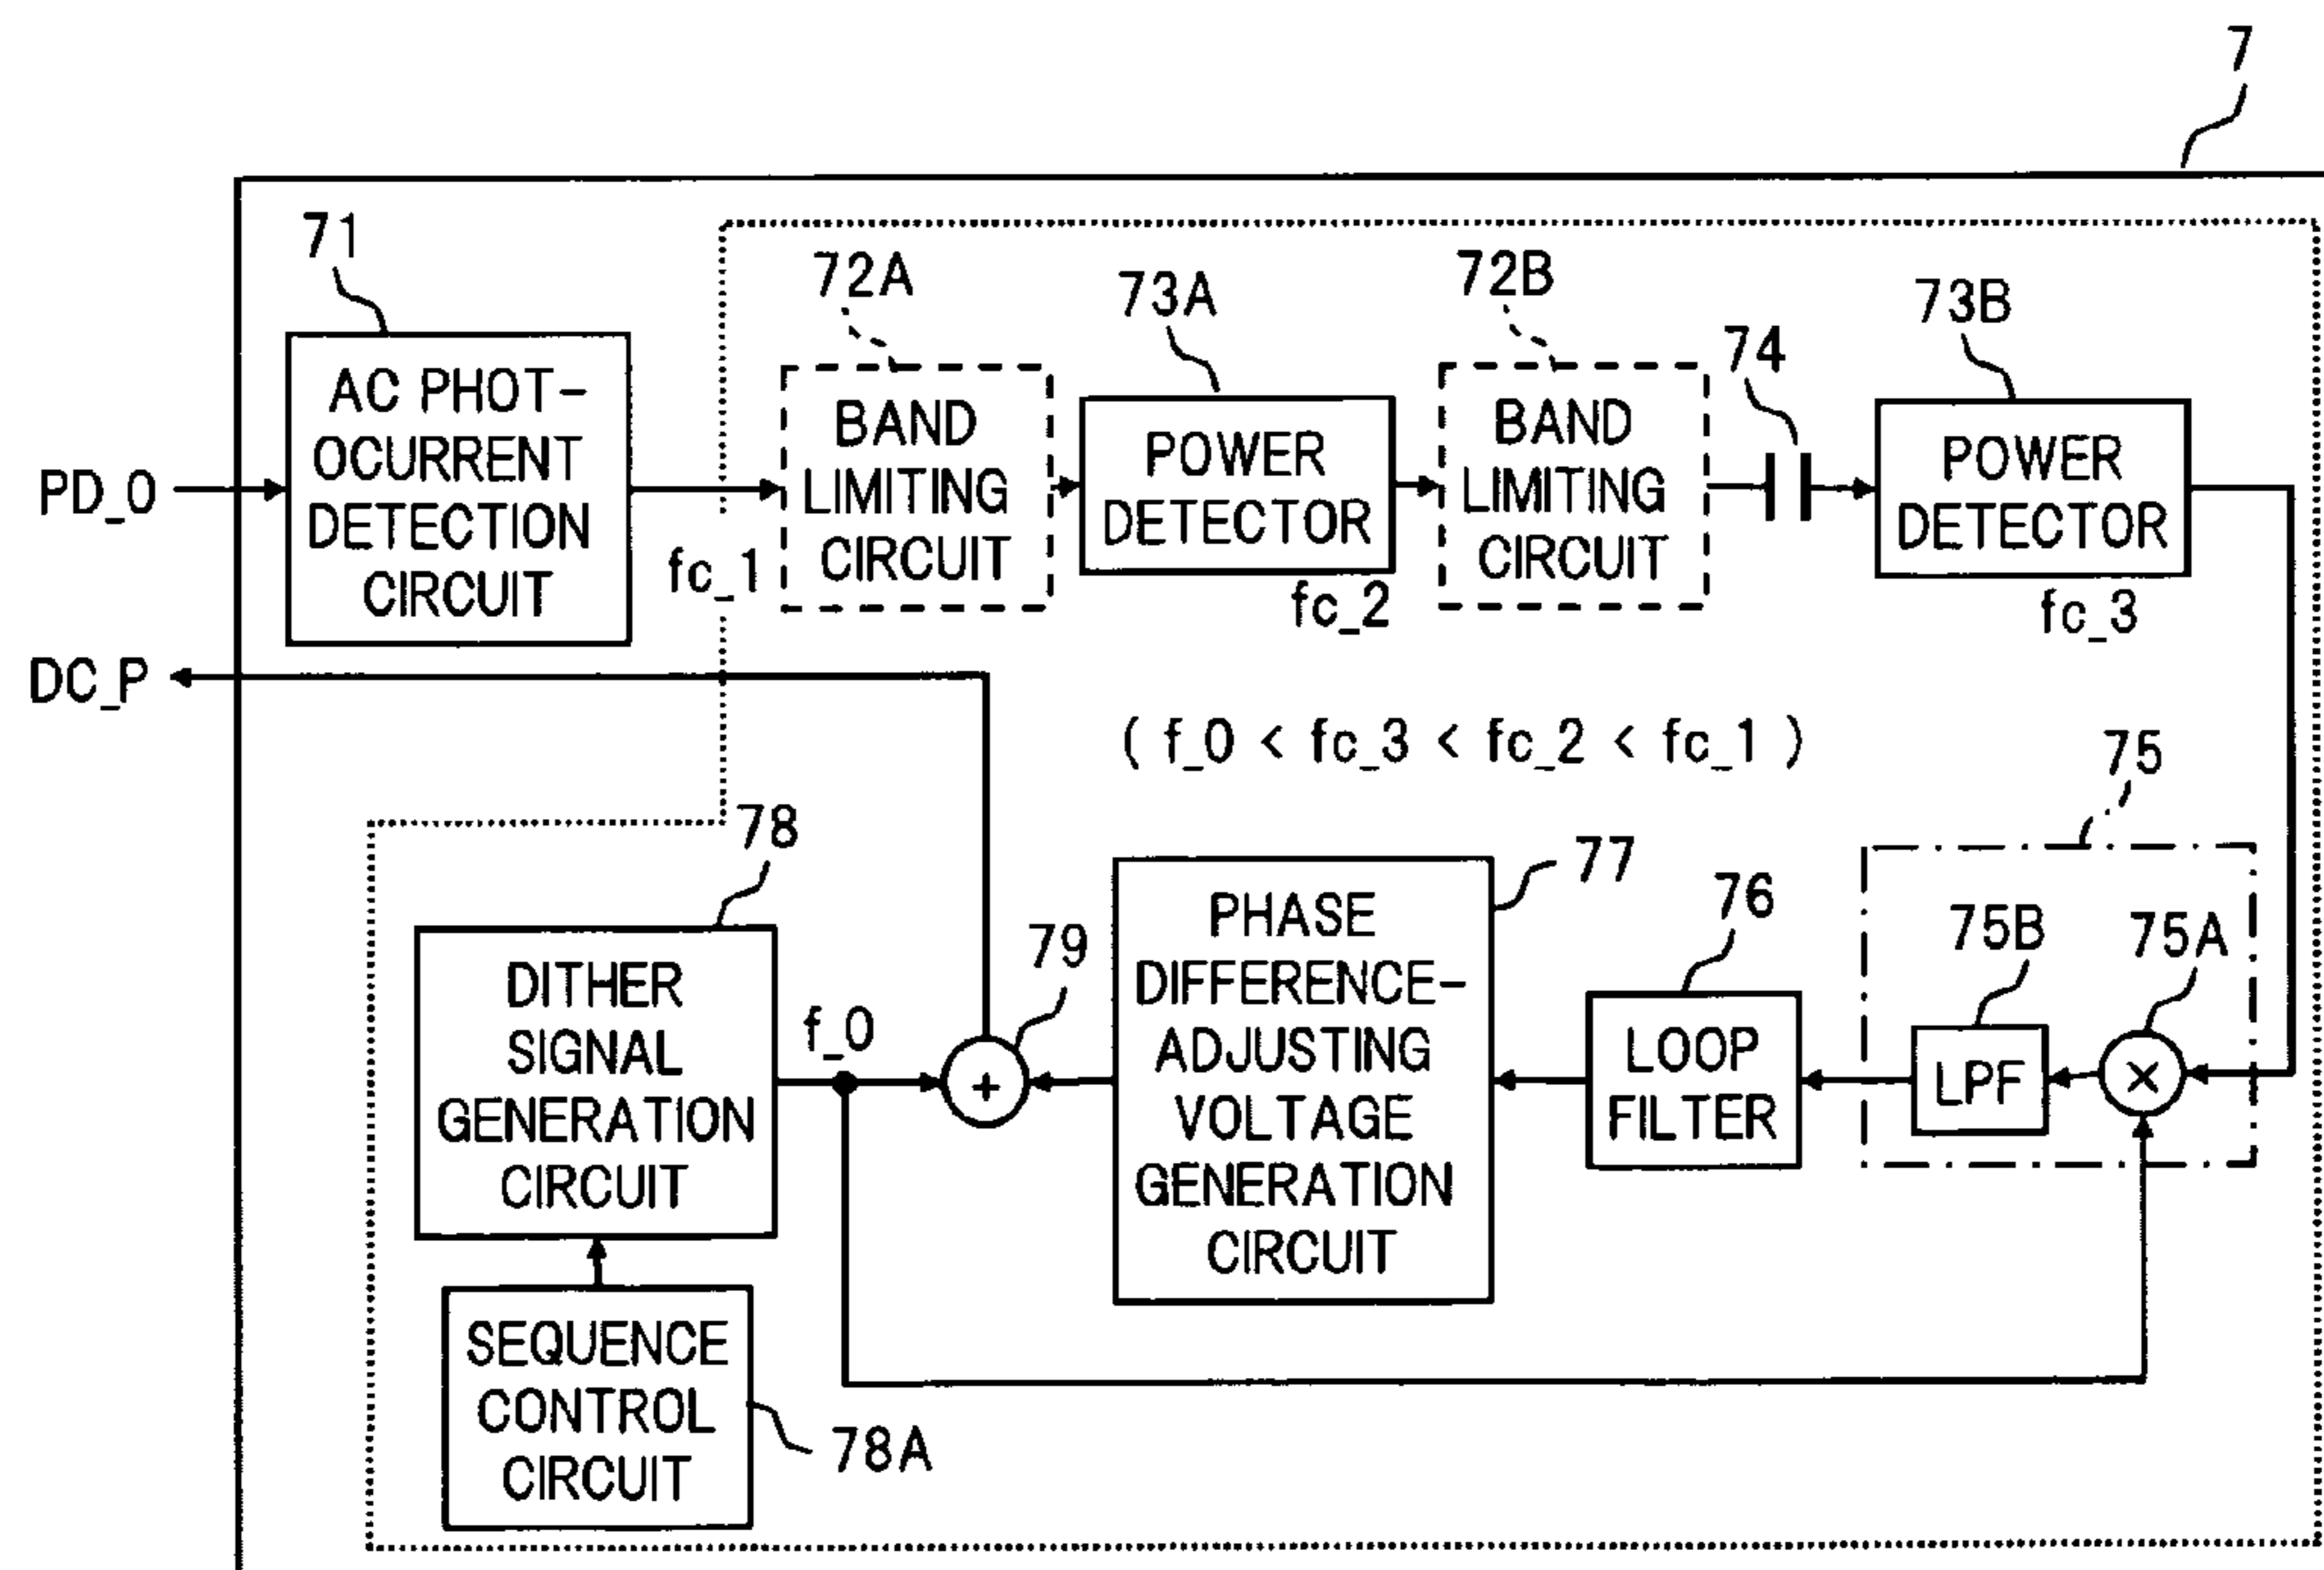 7
71
72A
73A
72B
74
73B
AC PHOT-
OCURRENT
DETECTION
CIRCUIT
BAND
LIMITING
CIRCUIT
POWER
DETECTOR
BAND
LIMITING
CIRCUIT
POWER
DETECTOR
PD_O
fc_1
fc_2
fc_3
DC_P
( f_0 < fc_3 < fc_2 < fc_1 )
75
78
77
76
79
75B
75A
DITHER
SIGNAL
GENERATION
CIRCUIT
f_0
+
PHASE
DIFFERENCE-
ADJUSTING
VOLTAGE
GENERATION
CIRCUIT
LOOP
FILTER
LPF
×
SEQUENCE
CONTROL
CIRCUIT
78A